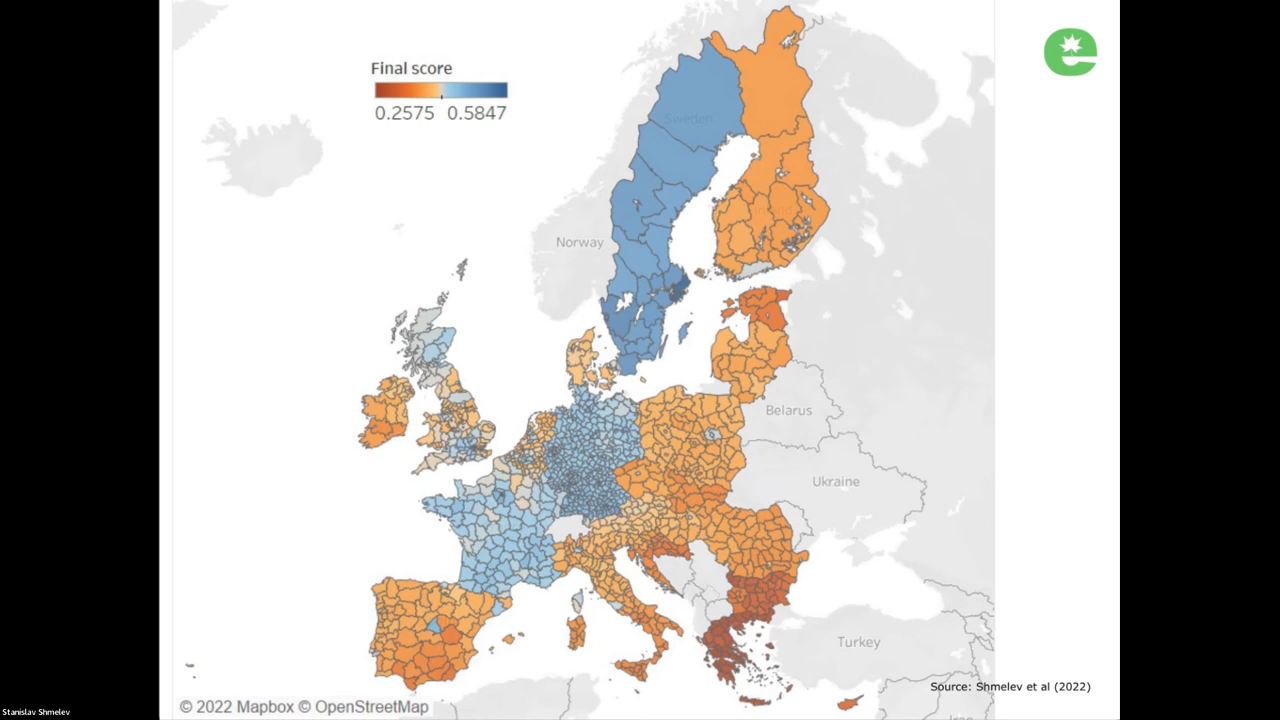 Final score
0.2575 0.5847
Sweden
Norway
Belarus
Ukraine
Turkey
Source: Shmelev et al (2022)
© 2022 Mapbox © OpenStreetMap
Stanislav Shmelev